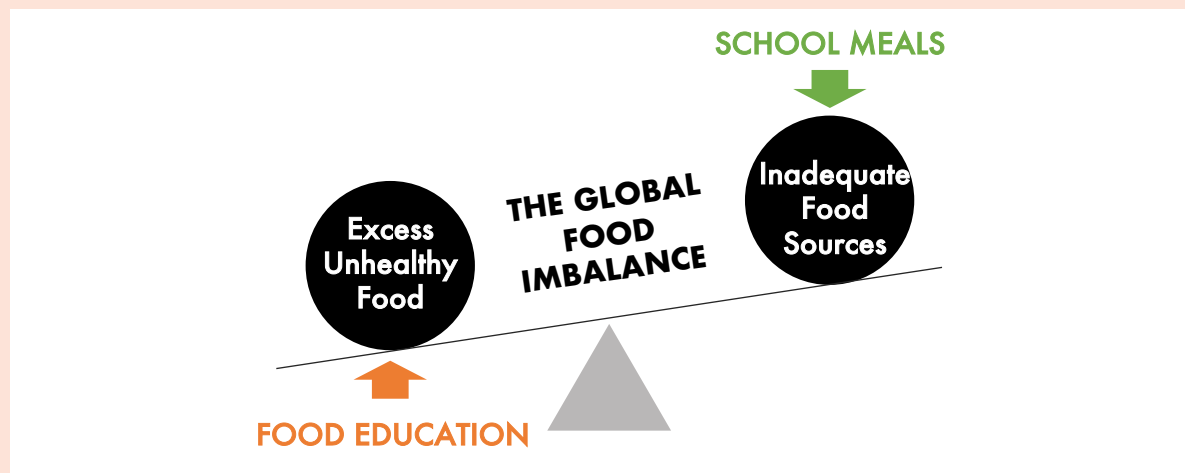 SCHOOL MEALS
Inadequate
Food
Sources
THE GLOBAL
FOOD
IMBALANCE
Excess
Unhealthy
Food
FOOD EDUCATION